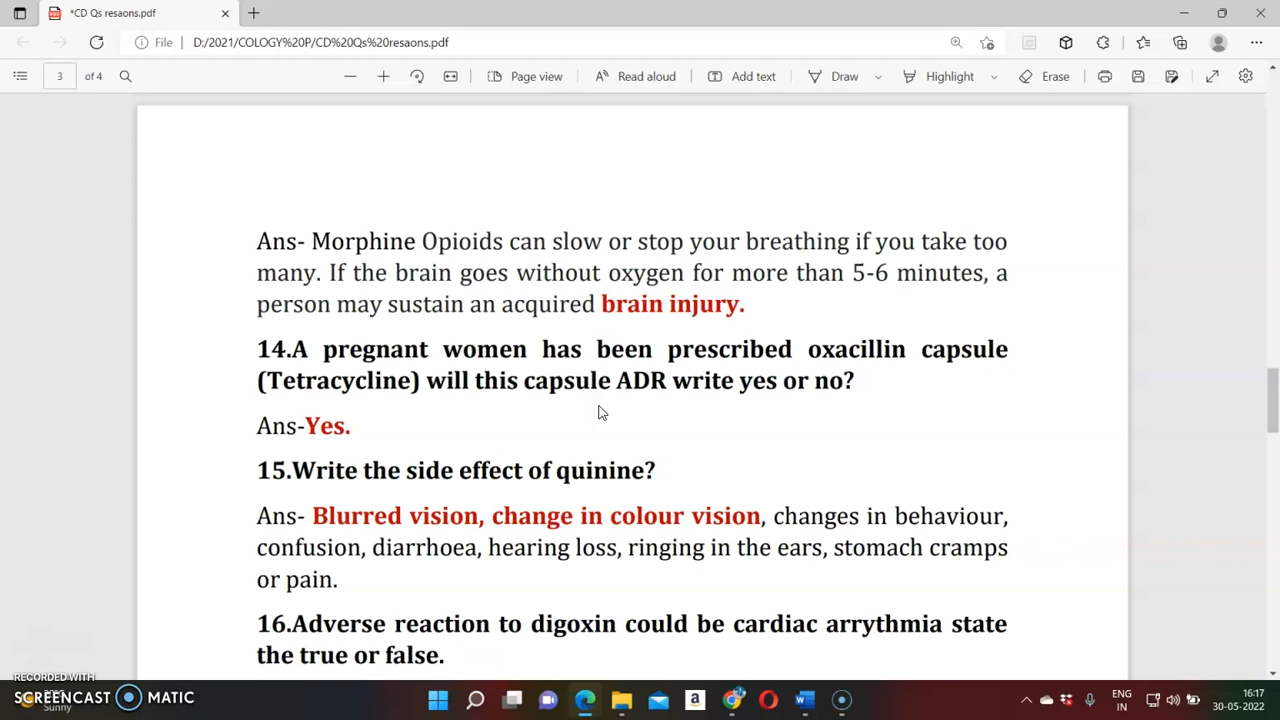 *CD Qs resaons.pdf
File
D:/2021/COLOGY%20P/CD%20Qs%20resaons.pdf
3 of 4
Page view
Read aloud
Add text
Draw
Highlight
Erase
Ans- Morphine Opioids can slow or stop your breathing if you take too
many. If the brain goes without oxygen for more than 5-6 minutes, a
person may sustain an acquired brain injury.
14.A pregnant women has been prescribed oxacillin capsule
(Tetracycline) will this capsule ADR write yes or no?
Ans-Yes.
15.Write the side effect of quinine?
Ans- Blurred vision, change in colour vision, changes in behaviour,
confusion, diarrhoea, hearing loss, ringing in the ears, stomach cramps
or pain.
16.Adverse reaction to digoxin could be cardiac arrythmia state
the true or false.
RECORDED WITH
SCREENCAST MATIC
Sunny
ENG
IN
16:17
30-05-2022